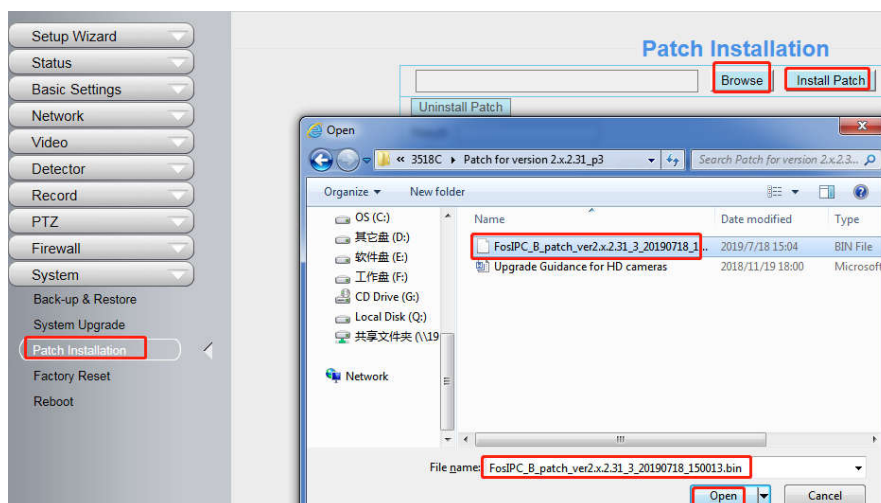 Setup Wizard
Status
Basic Settings
Network
Video
Detector
Record
PTZ
Firewall
System
Back-up & Restore
System Upgrade
Patch Installation
Factory Reset
Reboot
Patch Installation
Browse
Install Patch
Uninstall Patch
Open
« 3518C ▸ Patch for version 2.x.2.31_p3
Search Patch for version 2.x.2.3...
Organize
New folder
OS (C:)
其它盘 (D:)
软件盘 (E:)
工作盘 (F:)
CD Drive (G:)
Local Disk (Q:)
共享文件夹 (\\19
Network
Name Date modified Type
FosIPC_B_patch_ver2.x.2.31_3_20190718_1... 2019/7/18 15:04 BIN File
Upgrade Guidance for HD cameras 2018/11/19 18:00 Microsoft
File name: FosIPC_B_patch_ver2.x.2.31_3_20190718_150013.bin
Open Cancel